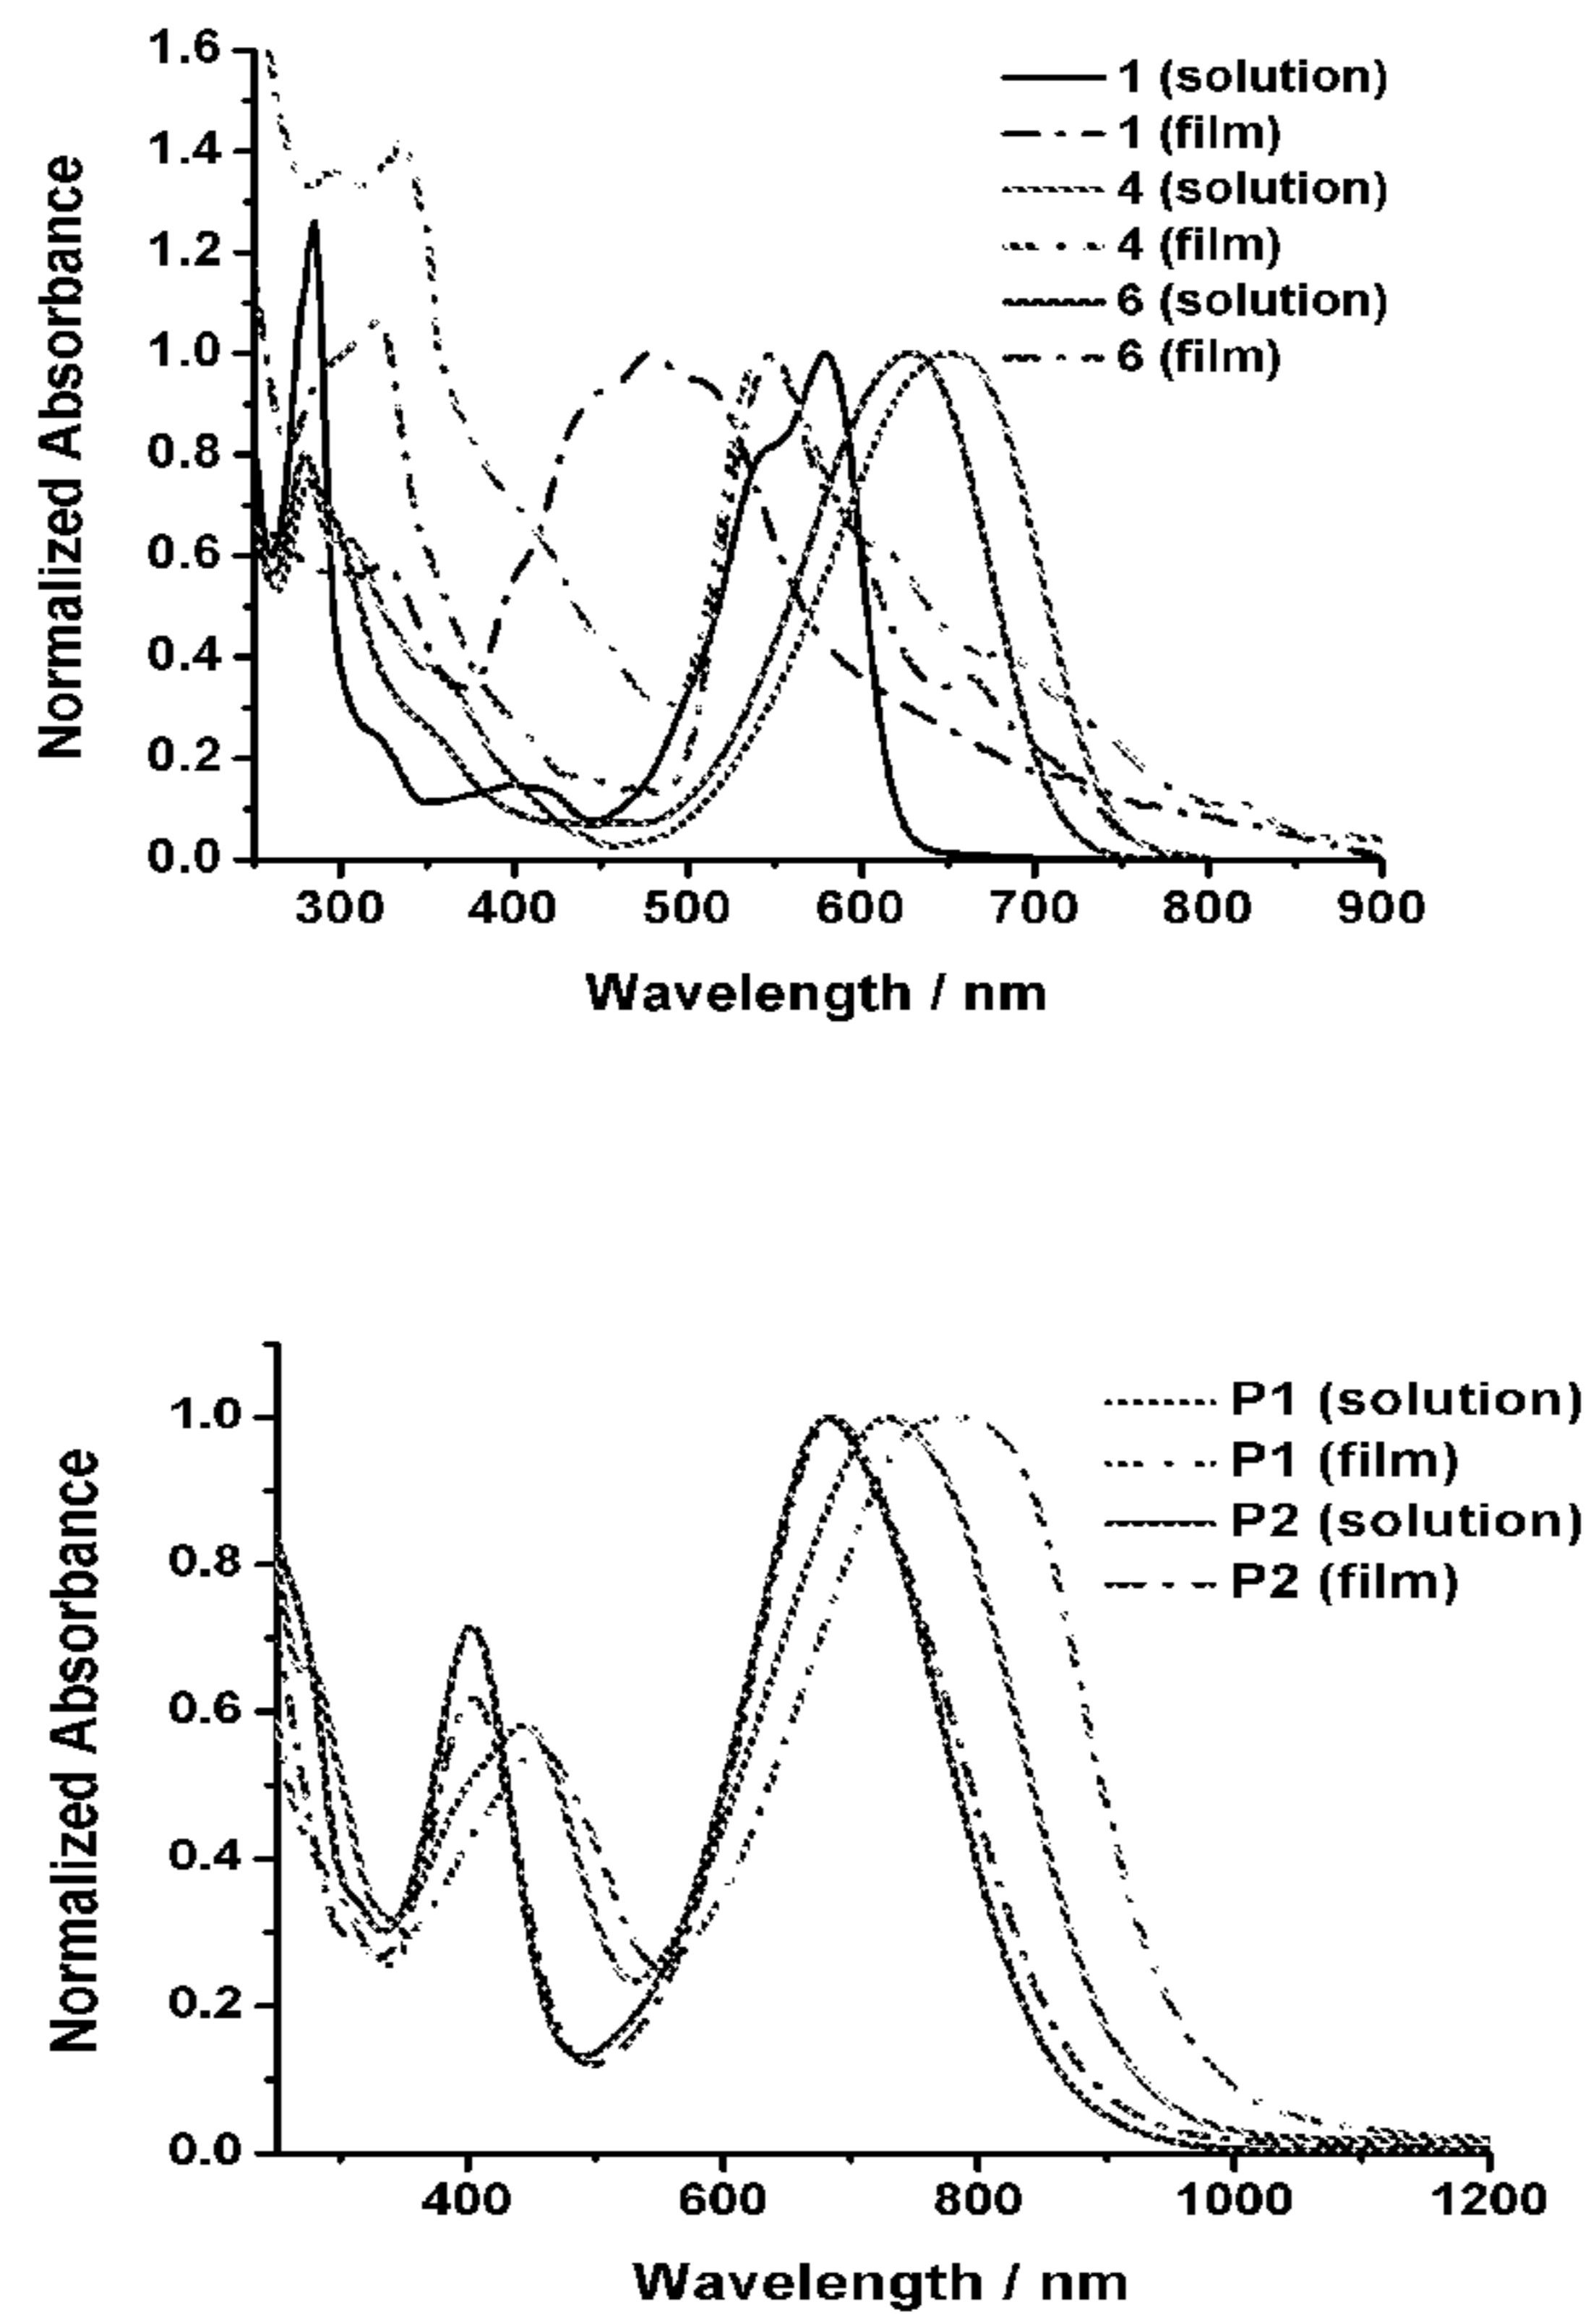 1.6
1.4
1.2
1.0
0.8
0.6
0.4
0.2
0.0
Normalized Absorbance
1 (solution)
1 (film)
4 (solution)
4 (film)
6 (solution)
6 (film)
300 400 500 600 700 800 900
Wavelength / nm
1.0
0.8
0.6
0.4
0.2
0.0
Normalized Absorbance
P1 (solution)
P1 (film)
P2 (solution)
P2 (film)
400 600 800 1000 1200
Wavelength / nm